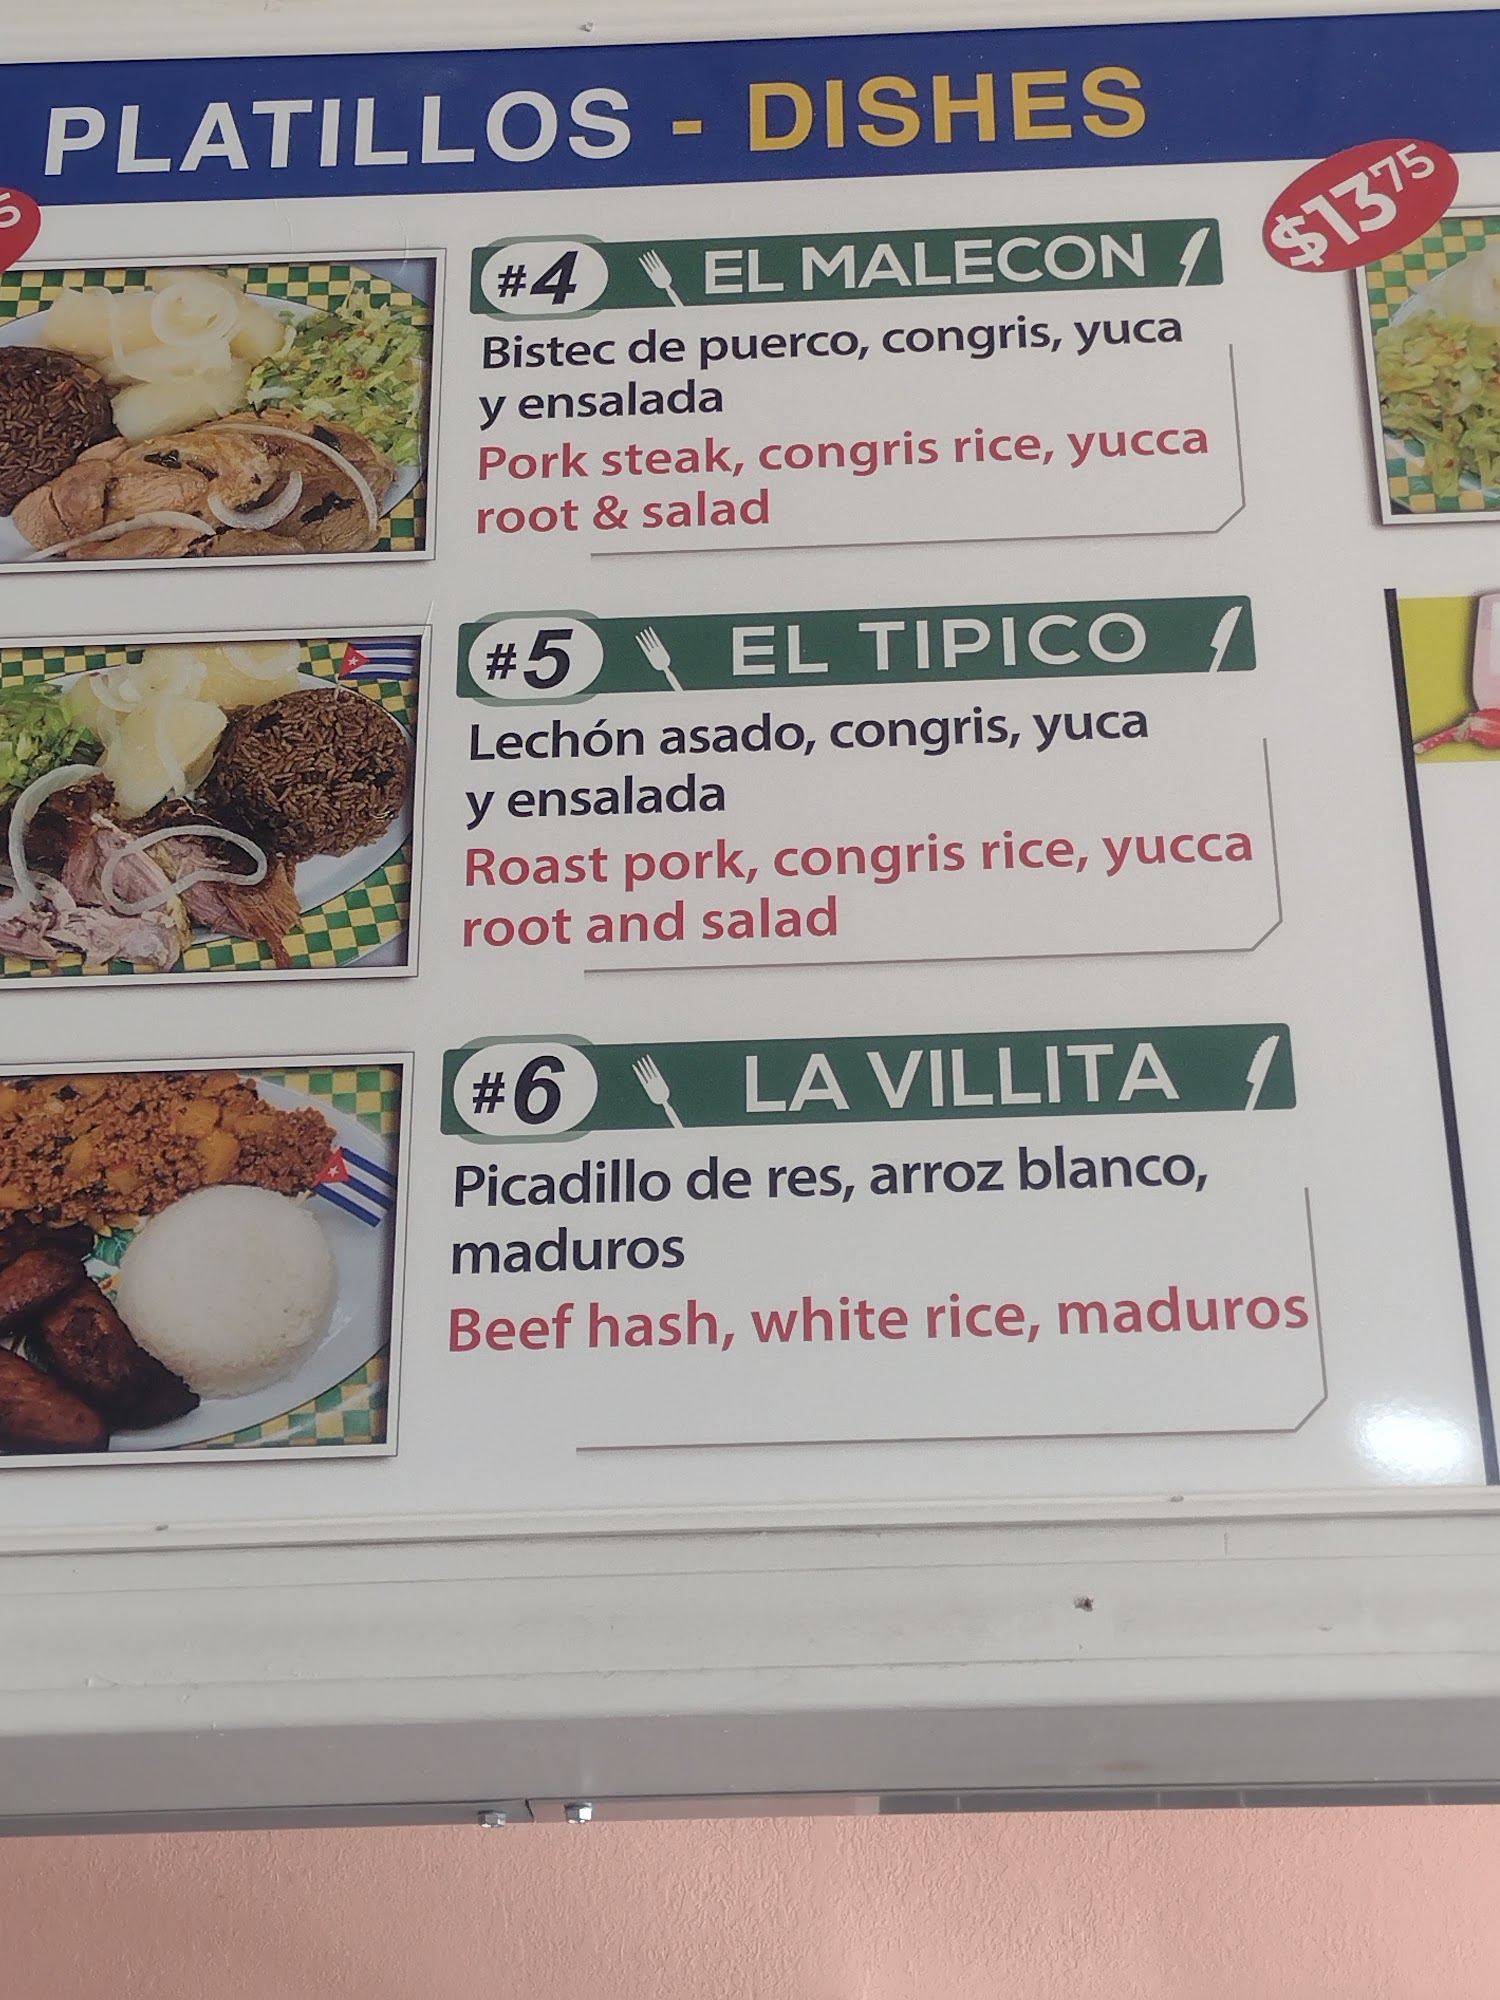 PLATILLOS - DISHES
5
$13.75
#4 EL MALECON
Bistec de puerco, congris, yuca
y ensalada
Pork steak, congris rice, yucca
root & salad
#5 EL TIPICO
Lechón asado, congris, yuca
y ensalada
Roast pork, congris rice, yucca
root and salad
#6 LA VILLITA
Picadillo de res, arroz blanco,
maduros
Beef hash, white rice, maduros